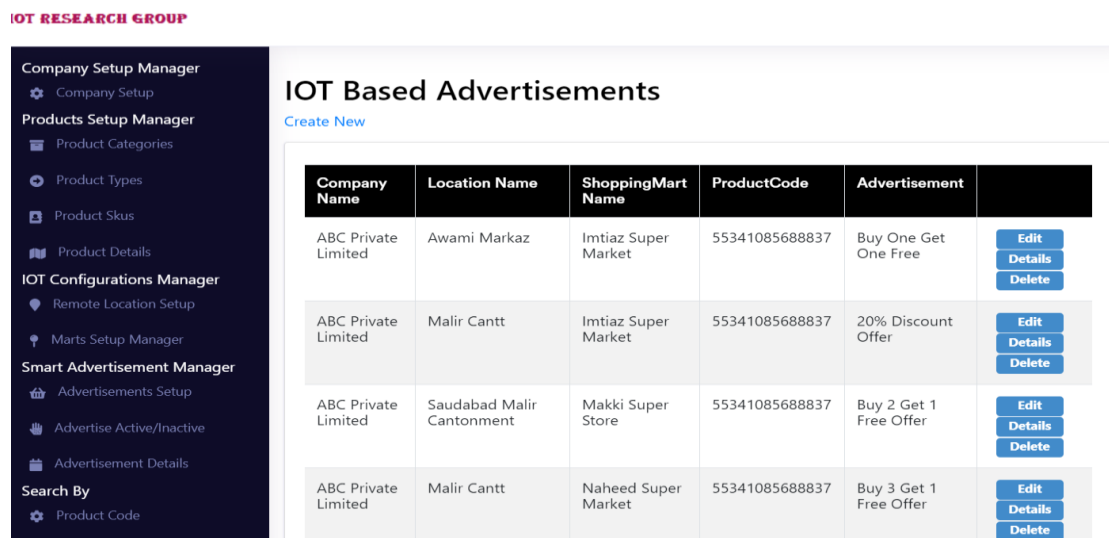 IOT RESEARCH GROUP
Company Setup Manager
Company Setup
Products Setup Manager
Product Categories
Product Types
Product Skus
Product Details
IOT Configurations Manager
Remote Location Setup
Marts Setup Manager
Smart Advertisement Manager
Advertisements Setup
Advertise Active/Inactive
Advertisement Details
Search By
Product Code
IOT Based Advertisements
Create New
Company Name Location Name ShoppingMart Name ProductCode Advertisement
ABC Private Limited Awami Markaz Imtiaz Super Market 55341085688837 Buy One Get One Free
Edit
Details
Delete
ABC Private Limited Malir Cantt Imtiaz Super Market 55341085688837 20% Discount Offer
Edit
Details
Delete
ABC Private Limited Saudabad Malir Cantonment Makki Super Store 55341085688837 Buy 2 Get 1 Free Offer
Edit
Details
Delete
ABC Private Limited Malir Cantt Naheed Super Market 55341085688837 Buy 3 Get 1 Free Offer
Edit
Details
Delete